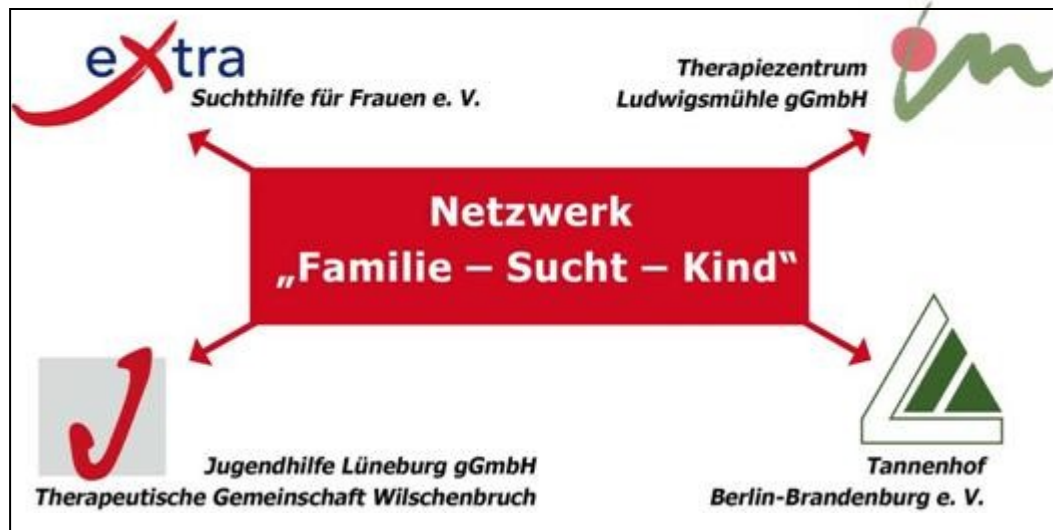 extra
Suchthilfe für Frauen e. V.
Therapiezentrum
Ludwigsmühle gGmbH
Netzwerk
„Familie – Sucht – Kind“
Jugendhilfe Lüneburg gGmbH
Therapeutische Gemeinschaft Wilschenbruch
Tannenhof
Berlin-Brandenburg e. V.